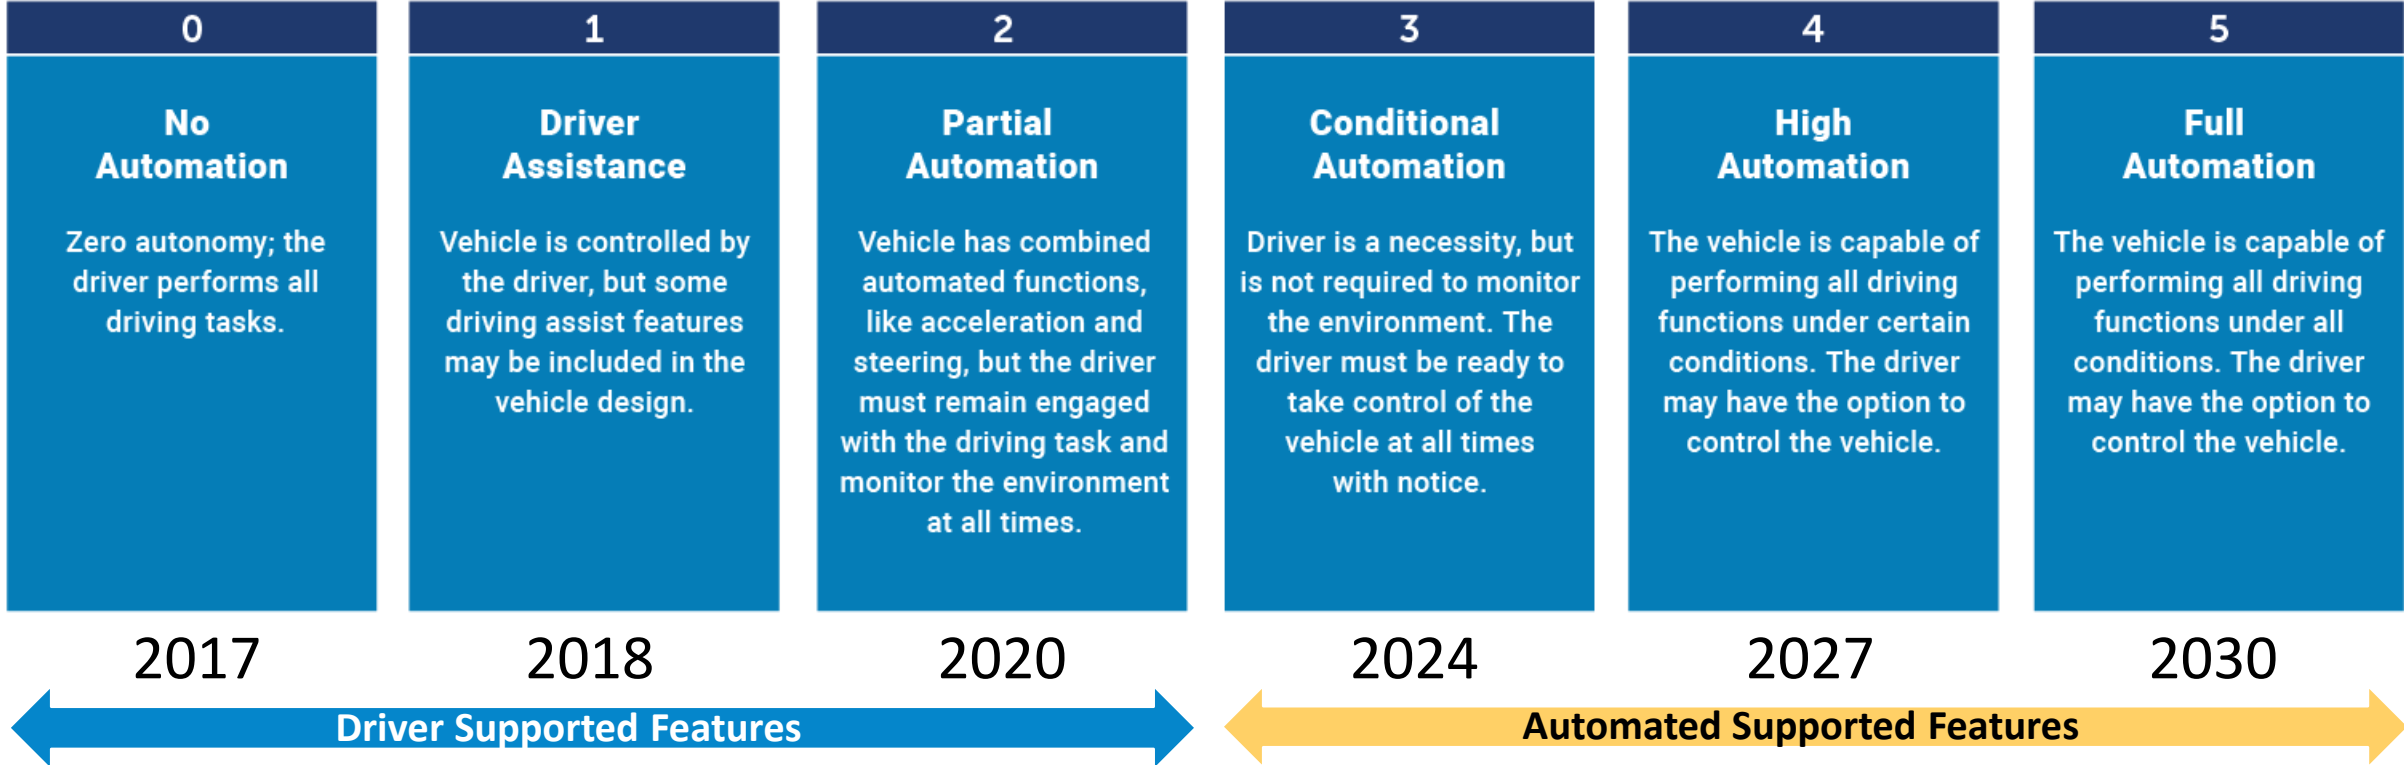 0
No
Automation
Zero autonomy; the
driver performs all
driving tasks.
1
Driver
Assistance
Vehicle is controlled by
the driver, but some
driving assist features
may be included in the
vehicle design.
2
Partial
Automation
Vehicle has combined
automated functions,
like acceleration and
steering, but the driver
must remain engaged
with the driving task and
monitor the environment
at all times.
3
Conditional
Automation
Driver is a necessity, but
is not required to monitor
the environment. The
driver must be ready to
take control of the
vehicle at all times
with notice.
4
High
Automation
The vehicle is capable of
performing all driving
functions under certain
conditions. The driver
may have the option to
control the vehicle.
5
Full
Automation
The vehicle is capable of
performing all driving
functions under all
conditions. The driver
may have the option to
control the vehicle.
2017
2018
2020
2024
2027
2030
Driver Supported Features
Automated Supported Features